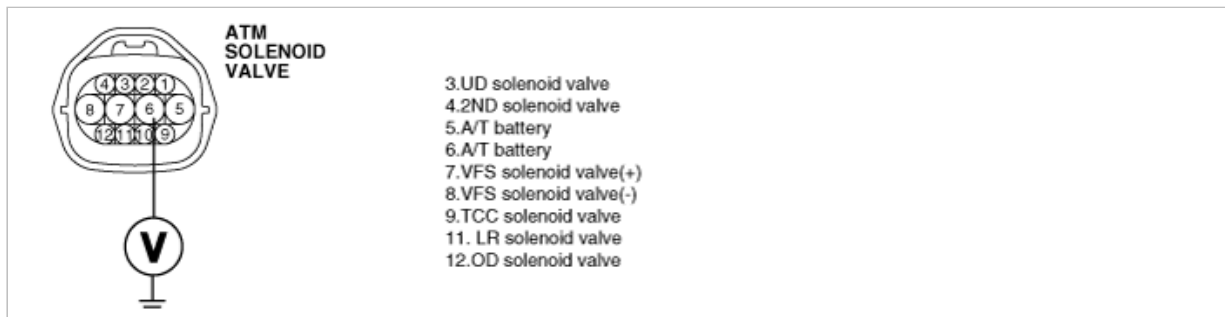 ATM
SOLENOID
VALVE
4 3 2 1
8 7 6 5
12 11 10 9
V
3.UD solenoid valve
4.2ND solenoid valve
5.A/T battery
6.A/T battery
7.VFS solenoid valve(+)
8.VFS solenoid valve(-)
9.TCC solenoid valve
11. LR solenoid valve
12.OD solenoid valve